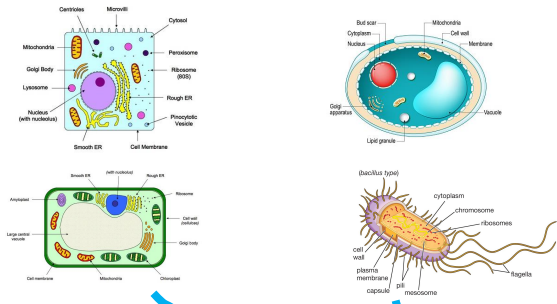 Centrioles
Microvilli
Cytosol
Mitochondria
Peroxisome
Golgi Body
Ribosome
(80S)
Lysosome
Rough ER
Nucleus
(with nucleolus)
Pinocytotic
Vesicle
Smooth ER
Cell Membrane
Bud scar
Mitochondria
Cytoplasm
Cell wall
Nucleus
Membrane
Golgi
apparatus
Vacuole
Lipid granule
(with nucleolus)
Smooth ER
Rough ER
Amyloplast
Ribosome
Cell wall
(cellulose)
Large central
vacuole
Golgi body
Cell membrane
Mitochondria
Chloroplast
(bacillus type)
cytoplasm
chromosome
ribosomes
cell
wall
plasma
membrane
capsule
pili
mesosome
flagella